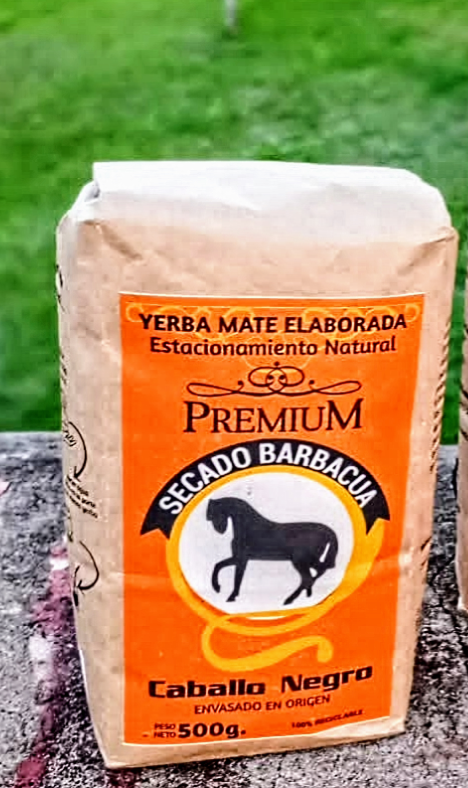 YERBA MATE ELABORADA
Estacionamiento Natural
PREMIUM
SECADO BARBACUA
Caballo Negro
ENVASADO EN ORIGEN
PESO
NETO 500g.
100% RECICLABLE